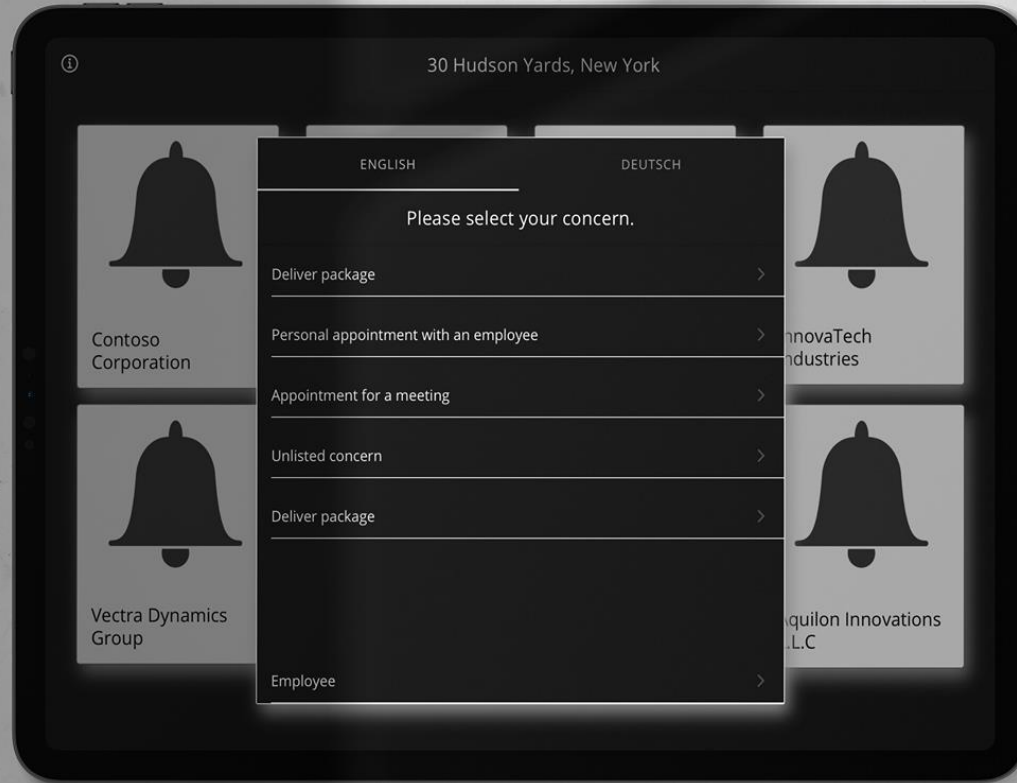 30 Hudson Yards, New York
ENGLISH
DEUTSCH
Please select your concern.
Deliver package
Personal appointment with an employee
Appointment for a meeting
Unlisted concern
Deliver package
Employee
Contoso
Corporation
nnovaTech
ndustries
Vectra Dynamics
Group
quilon Innovations
.L.C